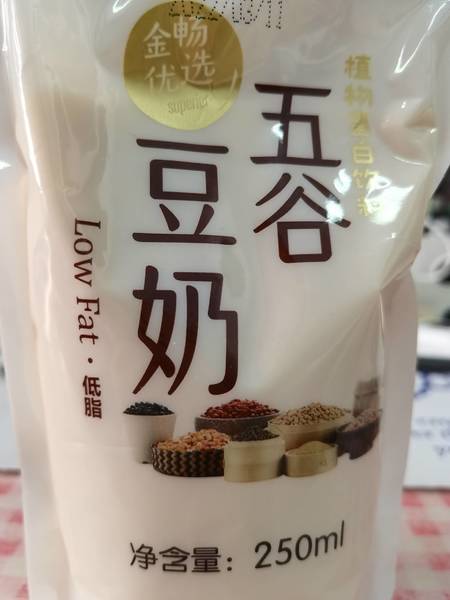 金畅
优选
superior
植物蛋白饮料
五谷
豆奶
Low Fat · 低脂
净含量：250ml